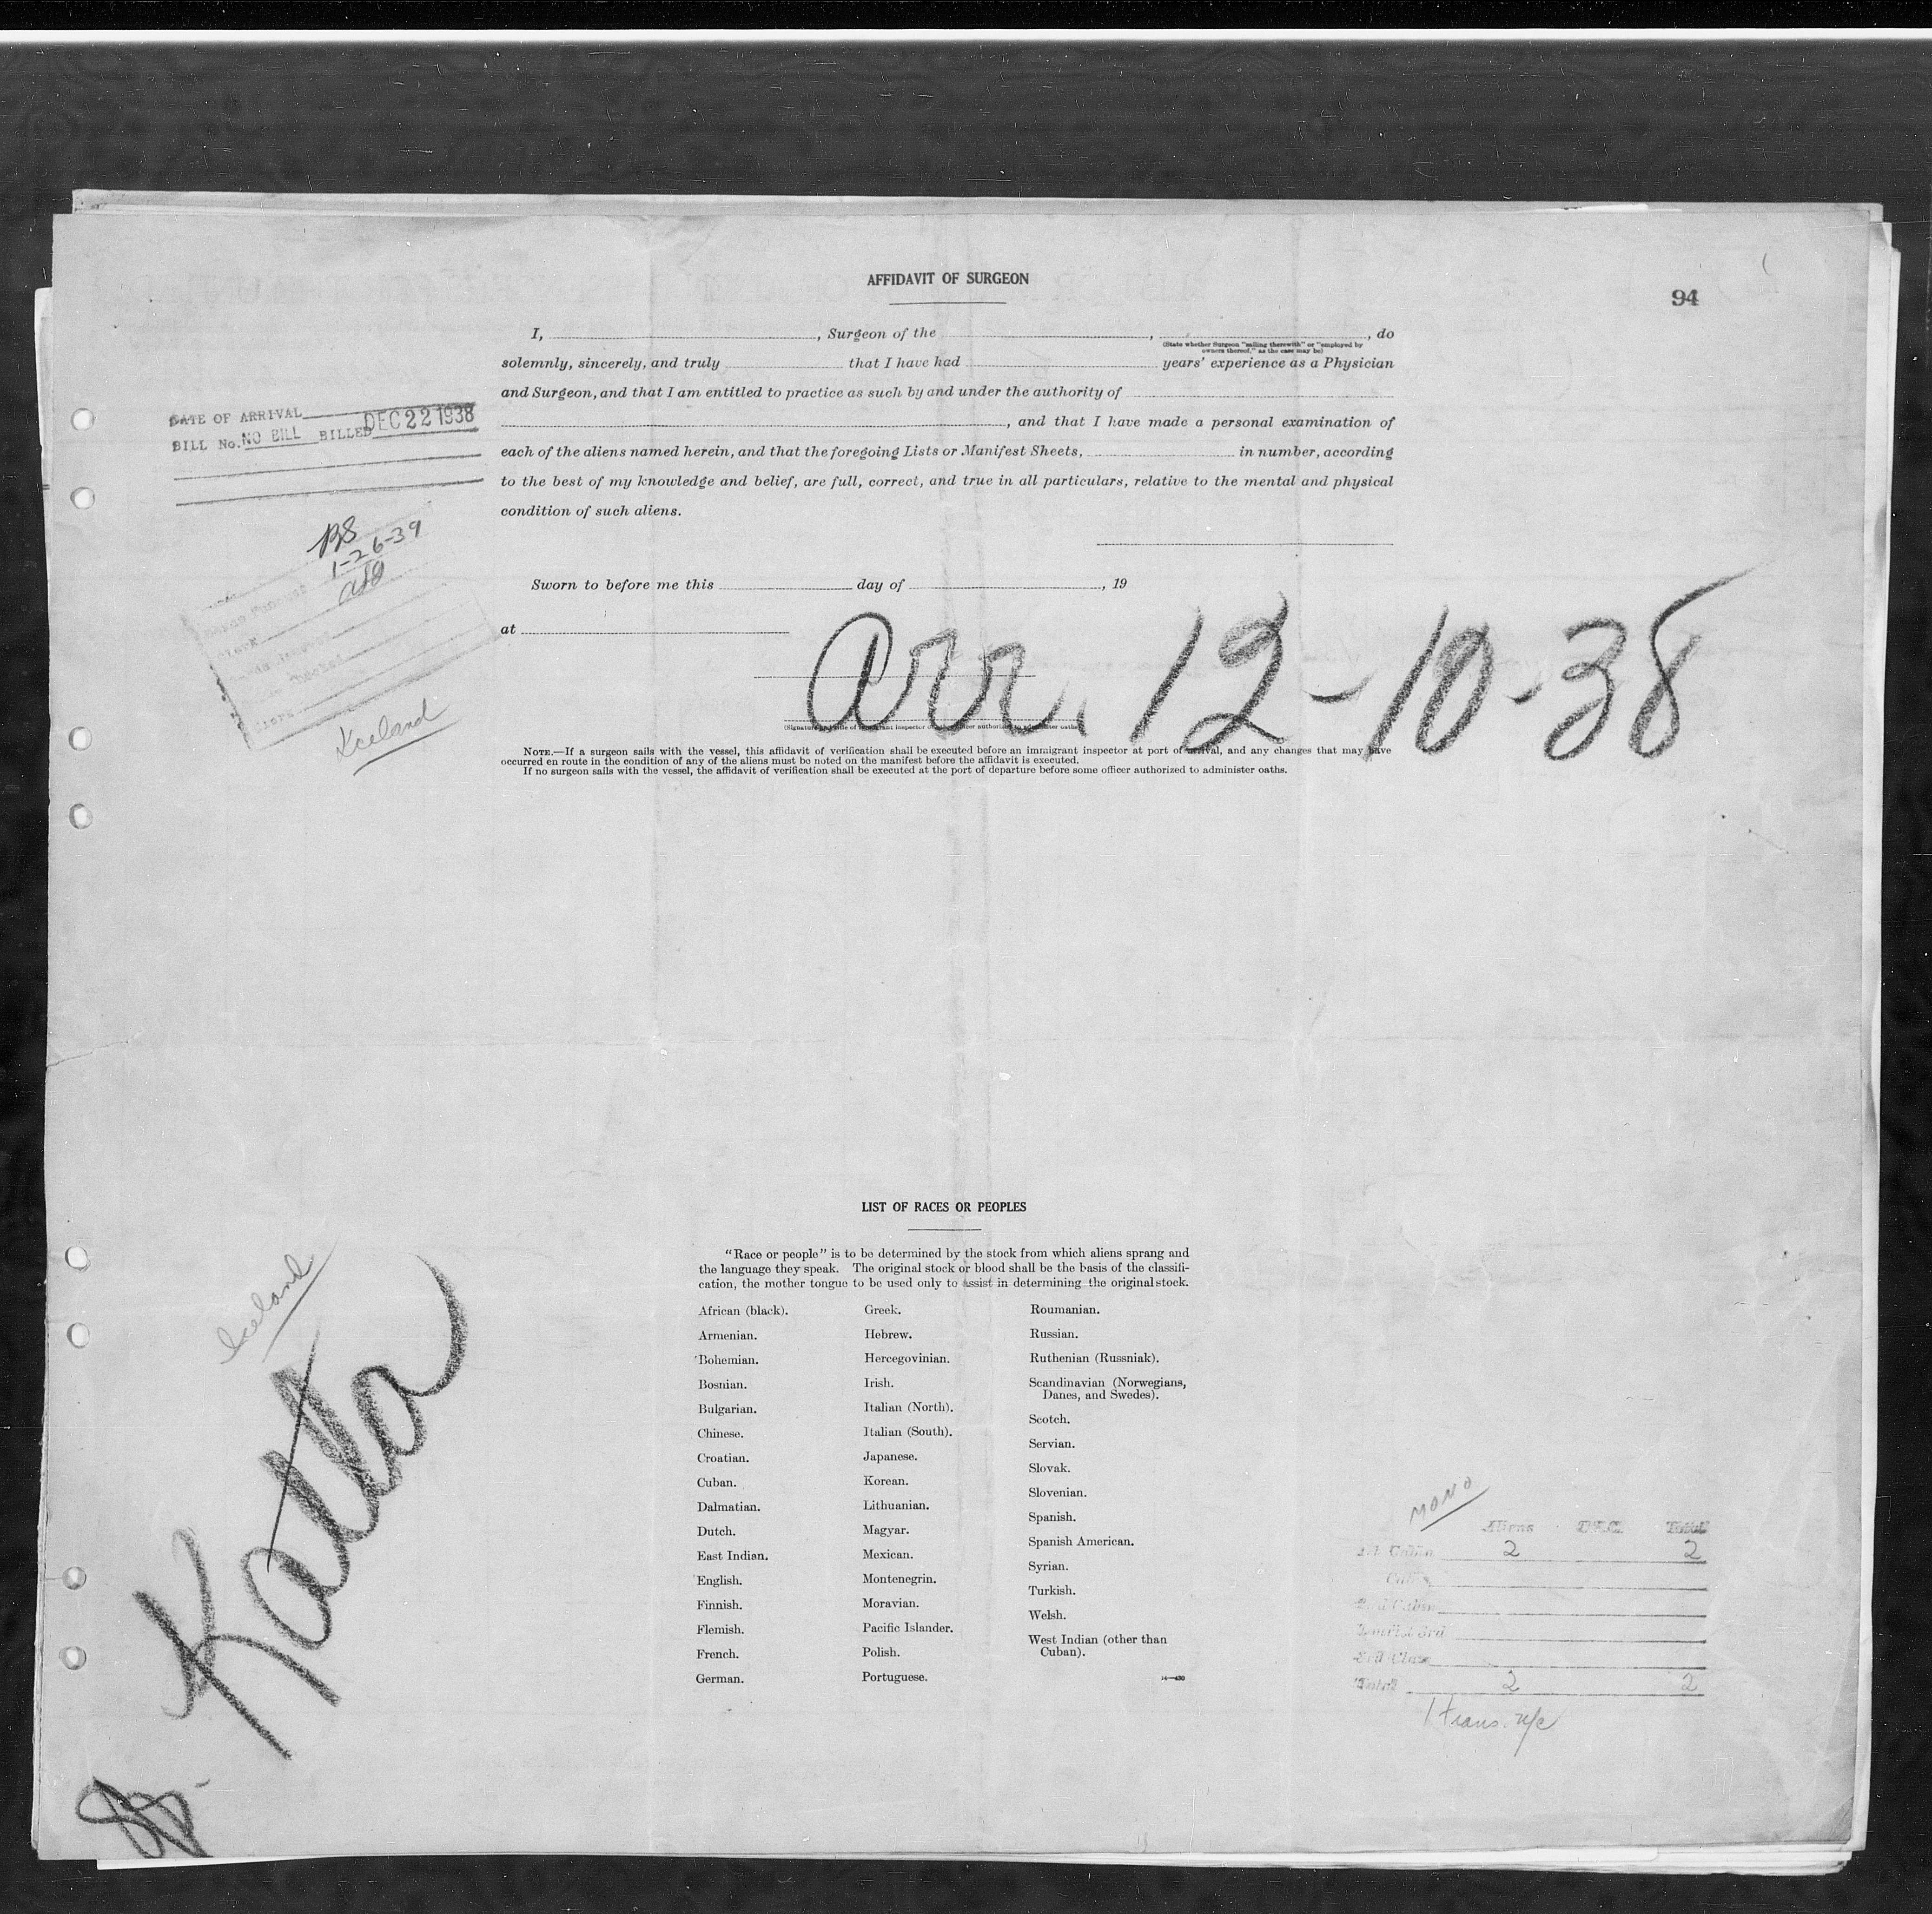 AFFIDAVIT OF SURGEON
94
I, , Surgeon of the , , do
(State whether Surgeon "sailing therewith" or "employed by
owners thereof," as the case may be)
solemnly, sincerely, and truly that I have had years' experience as a Physician
and Surgeon, and that I am entitled to practice as such by and under the authority of
, and that I have made a personal examination of
each of the aliens named herein, and that the foregoing Lists or Manifest Sheets, in number, according
to the best of my knowledge and belief, are full, correct, and true in all particulars, relative to the mental and physical
condition of such aliens.
DATE OF ARRIVAL
BILL No. NO BILL BILLED DEC 22 1938
1-26-39
Iceland
Sworn to before me this day of , 19
at
arr. 12-10-38
NOTE.—If a surgeon sails with the vessel, this affidavit of verification shall be executed before an immigrant inspector at port of arrival, and any changes that may have
occurred en route in the condition of any of the aliens must be noted on the manifest before the affidavit is executed.
If no surgeon sails with the vessel, the affidavit of verification shall be executed at the port of departure before some officer authorized to administer oaths.
LIST OF RACES OR PEOPLES
"Race or people" is to be determined by the stock from which aliens sprang and
the language they speak. The original stock or blood shall be the basis of the classifi-
cation, the mother tongue to be used only to assist in determining the original stock.
African (black).
Armenian.
Bohemian.
Bosnian.
Bulgarian.
Chinese.
Croatian.
Cuban.
Dalmatian.
Dutch.
East Indian.
English.
Finnish.
Flemish.
French.
German.
Greek.
Hebrew.
Hercegovinian.
Irish.
Italian (North).
Italian (South).
Japanese.
Korean.
Lithuanian.
Magyar.
Mexican.
Montenegrin.
Moravian.
Pacific Islander.
Polish.
Portuguese.
Roumanian.
Russian.
Ruthenian (Russniak).
Scandinavian (Norwegians,
Danes, and Swedes).
Scotch.
Servian.
Slovak.
Slovenian.
Spanish.
Spanish American.
Syrian.
Turkish.
Welsh.
West Indian (other than
Cuban).
Iceland
Katla
MONO
Aliens Total
2 2
Total 2 2
1 trans.